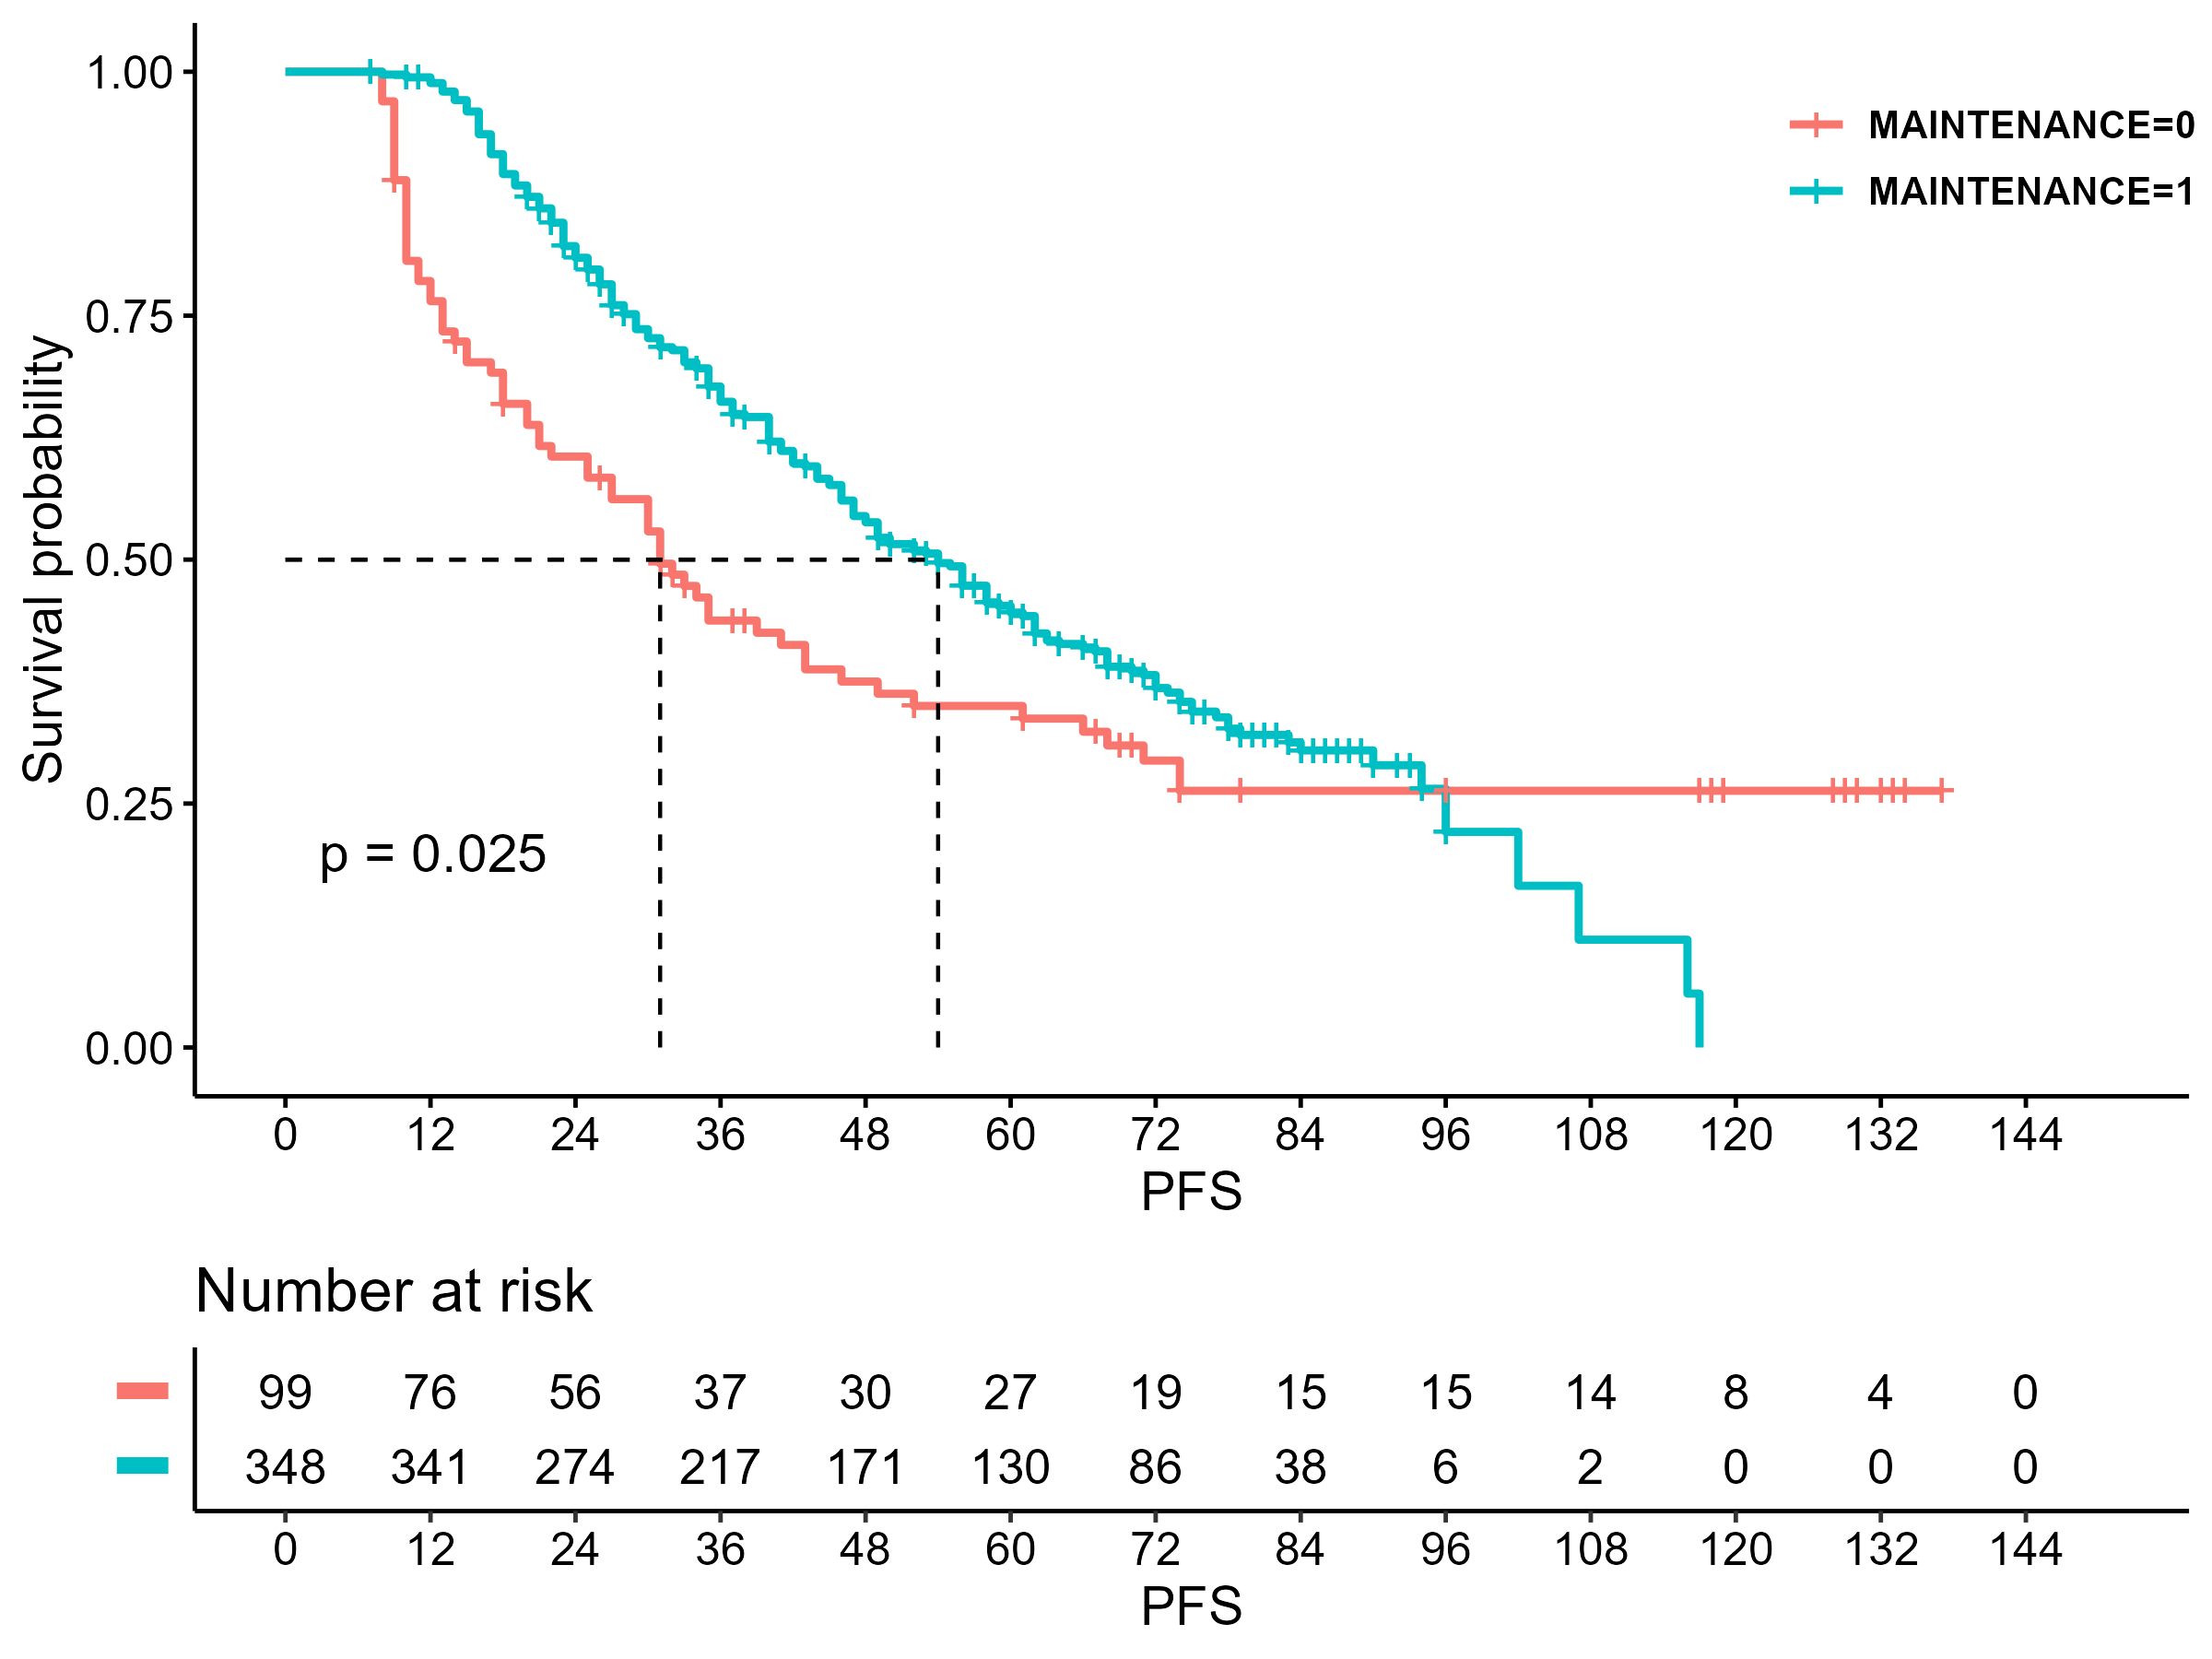 Survival probability
1.00
0.75
0.50
0.25
0.00
MAINTENANCE=0
MAINTENANCE=1
p = 0.025
0 12 24 36 48 60 72 84 96 108 120 132 144
PFS
Number at risk
99 76 56 37 30 27 19 15 15 14 8 4 0
348 341 274 217 171 130 86 38 6 2 0 0 0
0 12 24 36 48 60 72 84 96 108 120 132 144
PFS